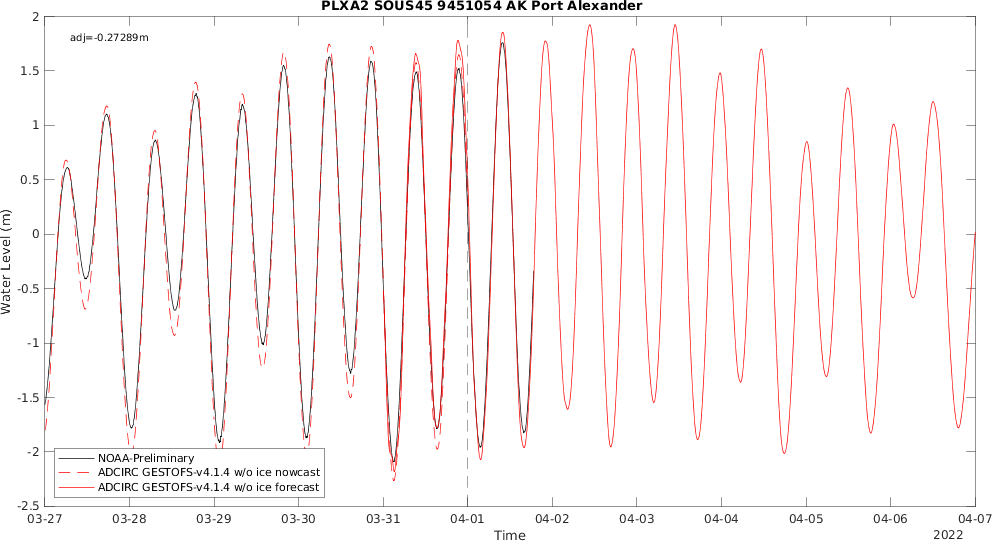 PLXA2 SOUS45 9451054 AK Port Alexander
adj=-0.27289m
2
1.5
1
0.5
0
-0.5
-1
-1.5
-2
-2.5
Water Level (m)
NOAA-Preliminary
ADCIRC GESTOFS-v4.1.4 w/o ice nowcast
ADCIRC GESTOFS-v4.1.4 w/o ice forecast
03-27 03-28 03-29 03-30 03-31 04-01 04-02 04-03 04-04 04-05 04-06 04-07
Time
2022